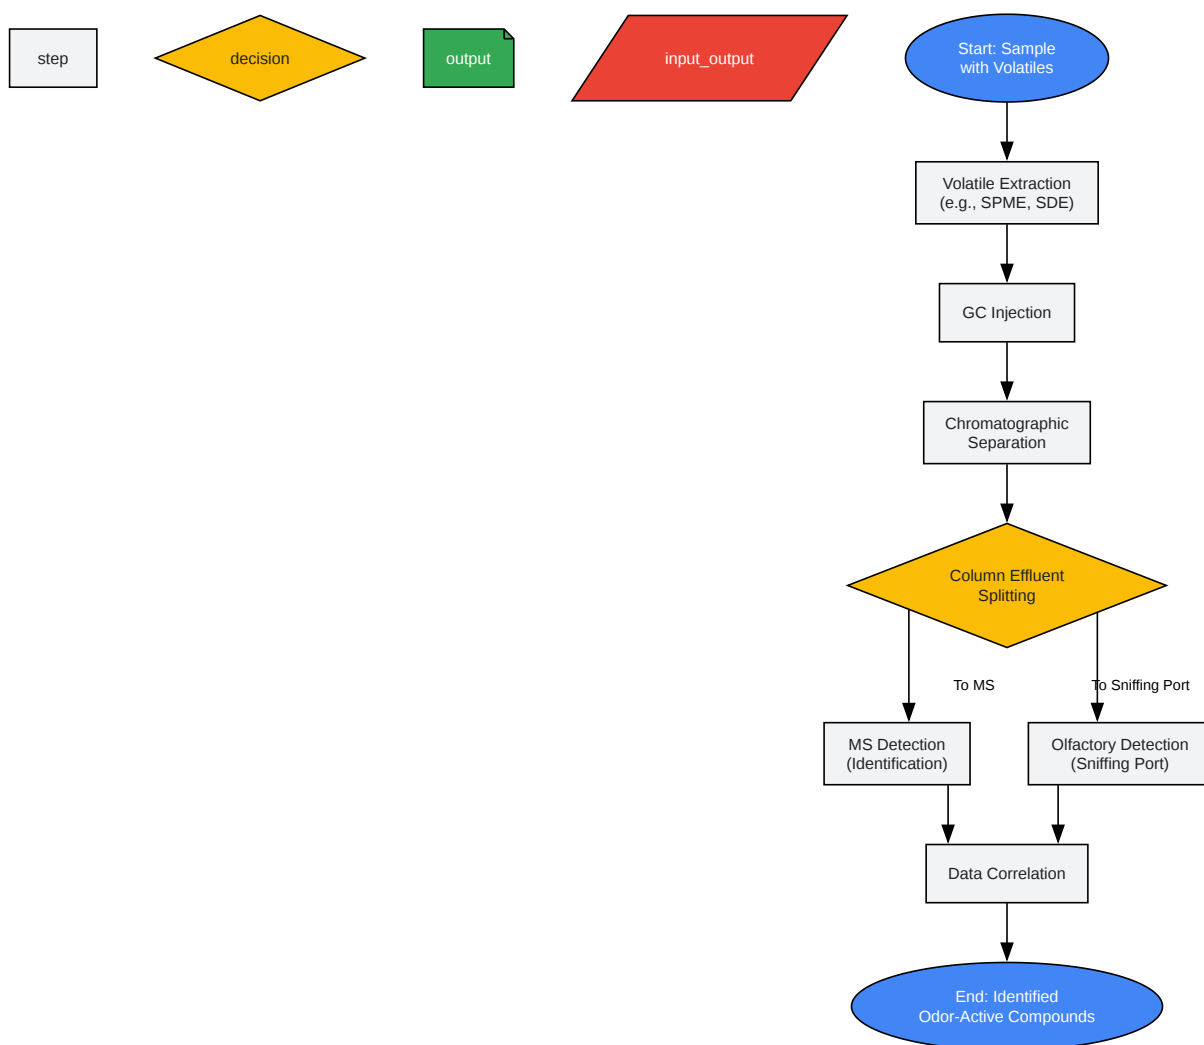 step
decision
output
input_output
Start: Sample
with Volatiles
Volatile Extraction
(e.g., SPME, SDE)
GC Injection
Chromatographic
Separation
Column Effluent
Splitting
To MS
To Sniffing Port
MS Detection
(Identification)
Olfactory Detection
(Sniffing Port)
Data Correlation
End: Identified
Odor-Active Compounds